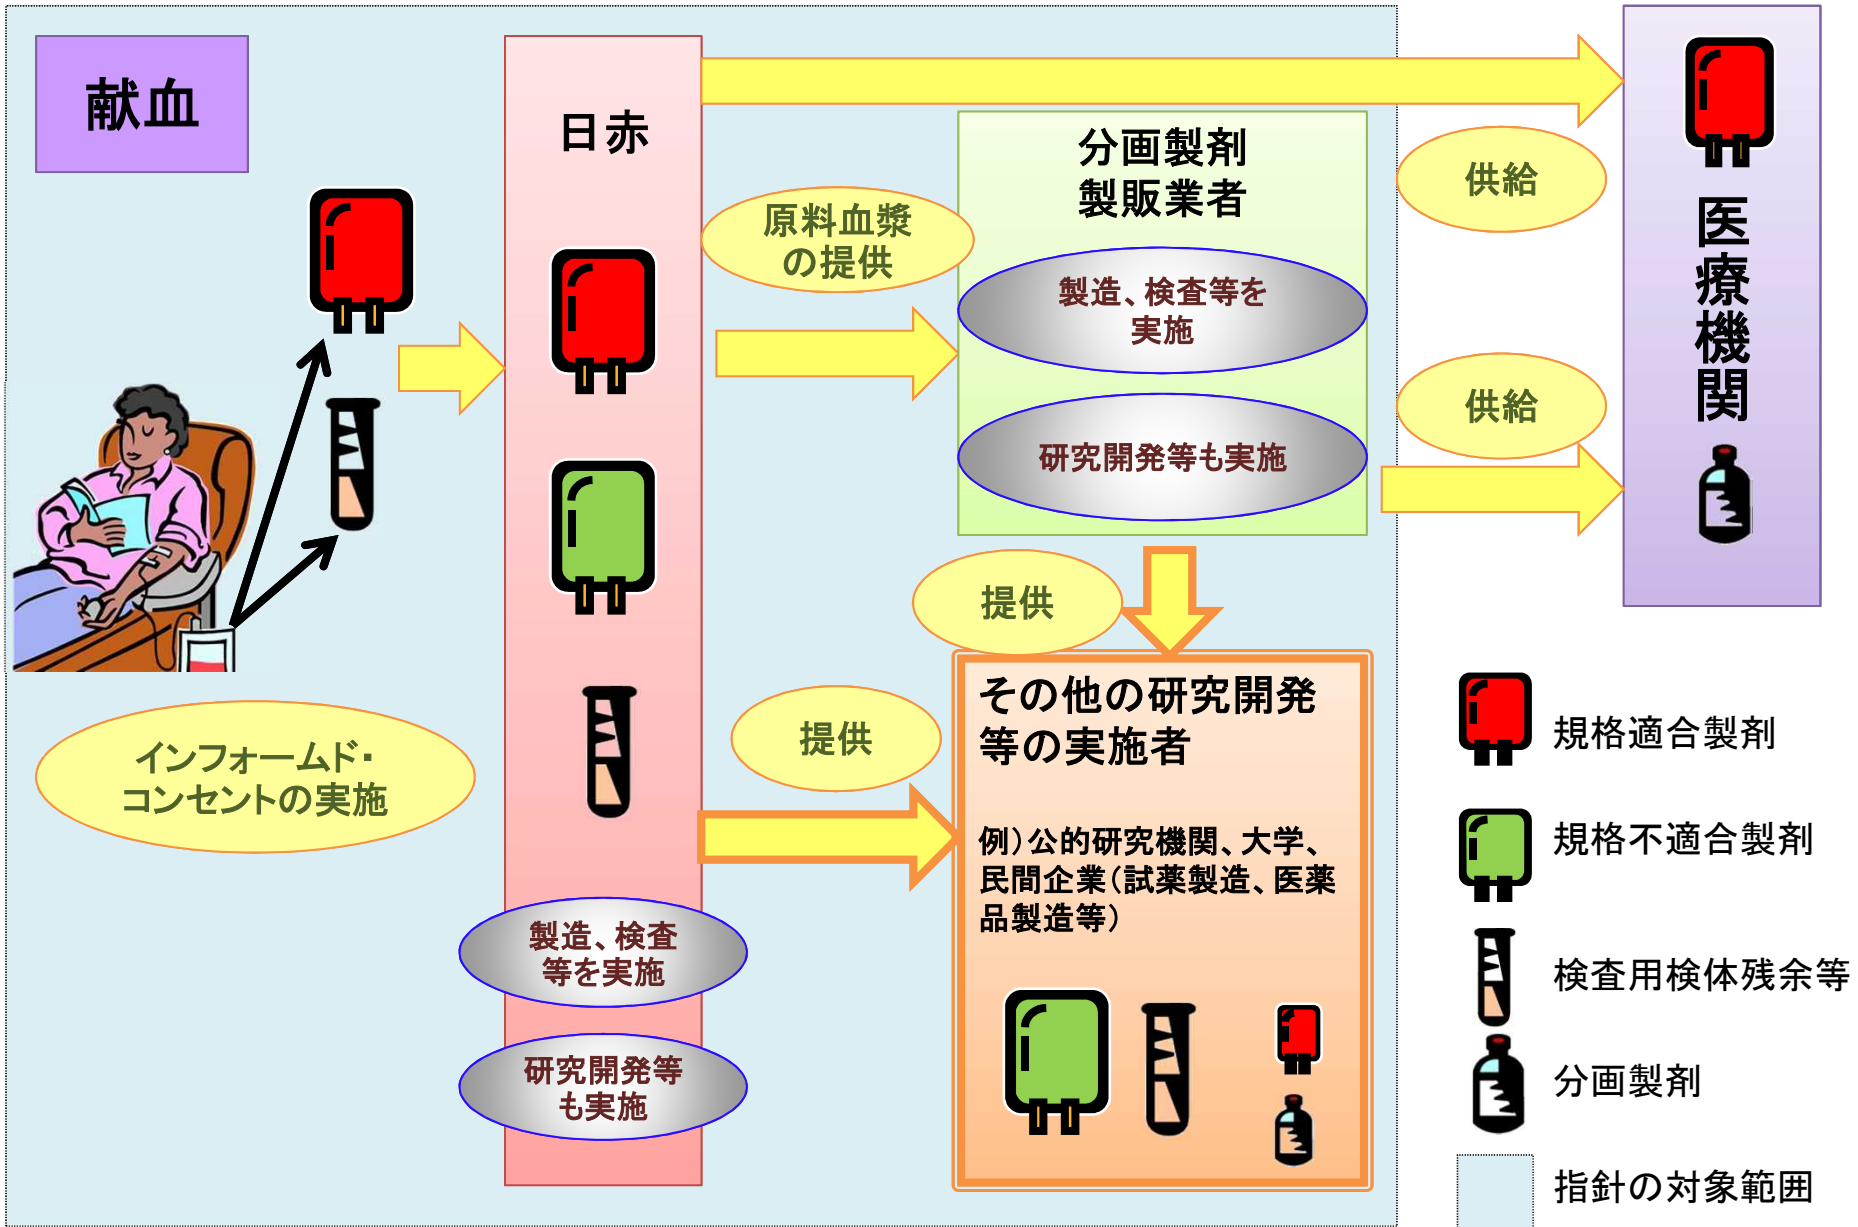 献血
日赤
原料血漿
の提供
分画製剤
製販業者
製造、検査等を
実施
研究開発等も実施
供給
供給
医療機関
提供
提供
インフォームド・
コンセントの実施
製造、検査
等を実施
研究開発等
も実施
その他の研究開発
等の実施者
例）公的研究機関、大学、
民間企業（試薬製造、医薬
品製造等）
規格適合製剤
規格不適合製剤
検査用検体残余等
分画製剤
指針の対象範囲